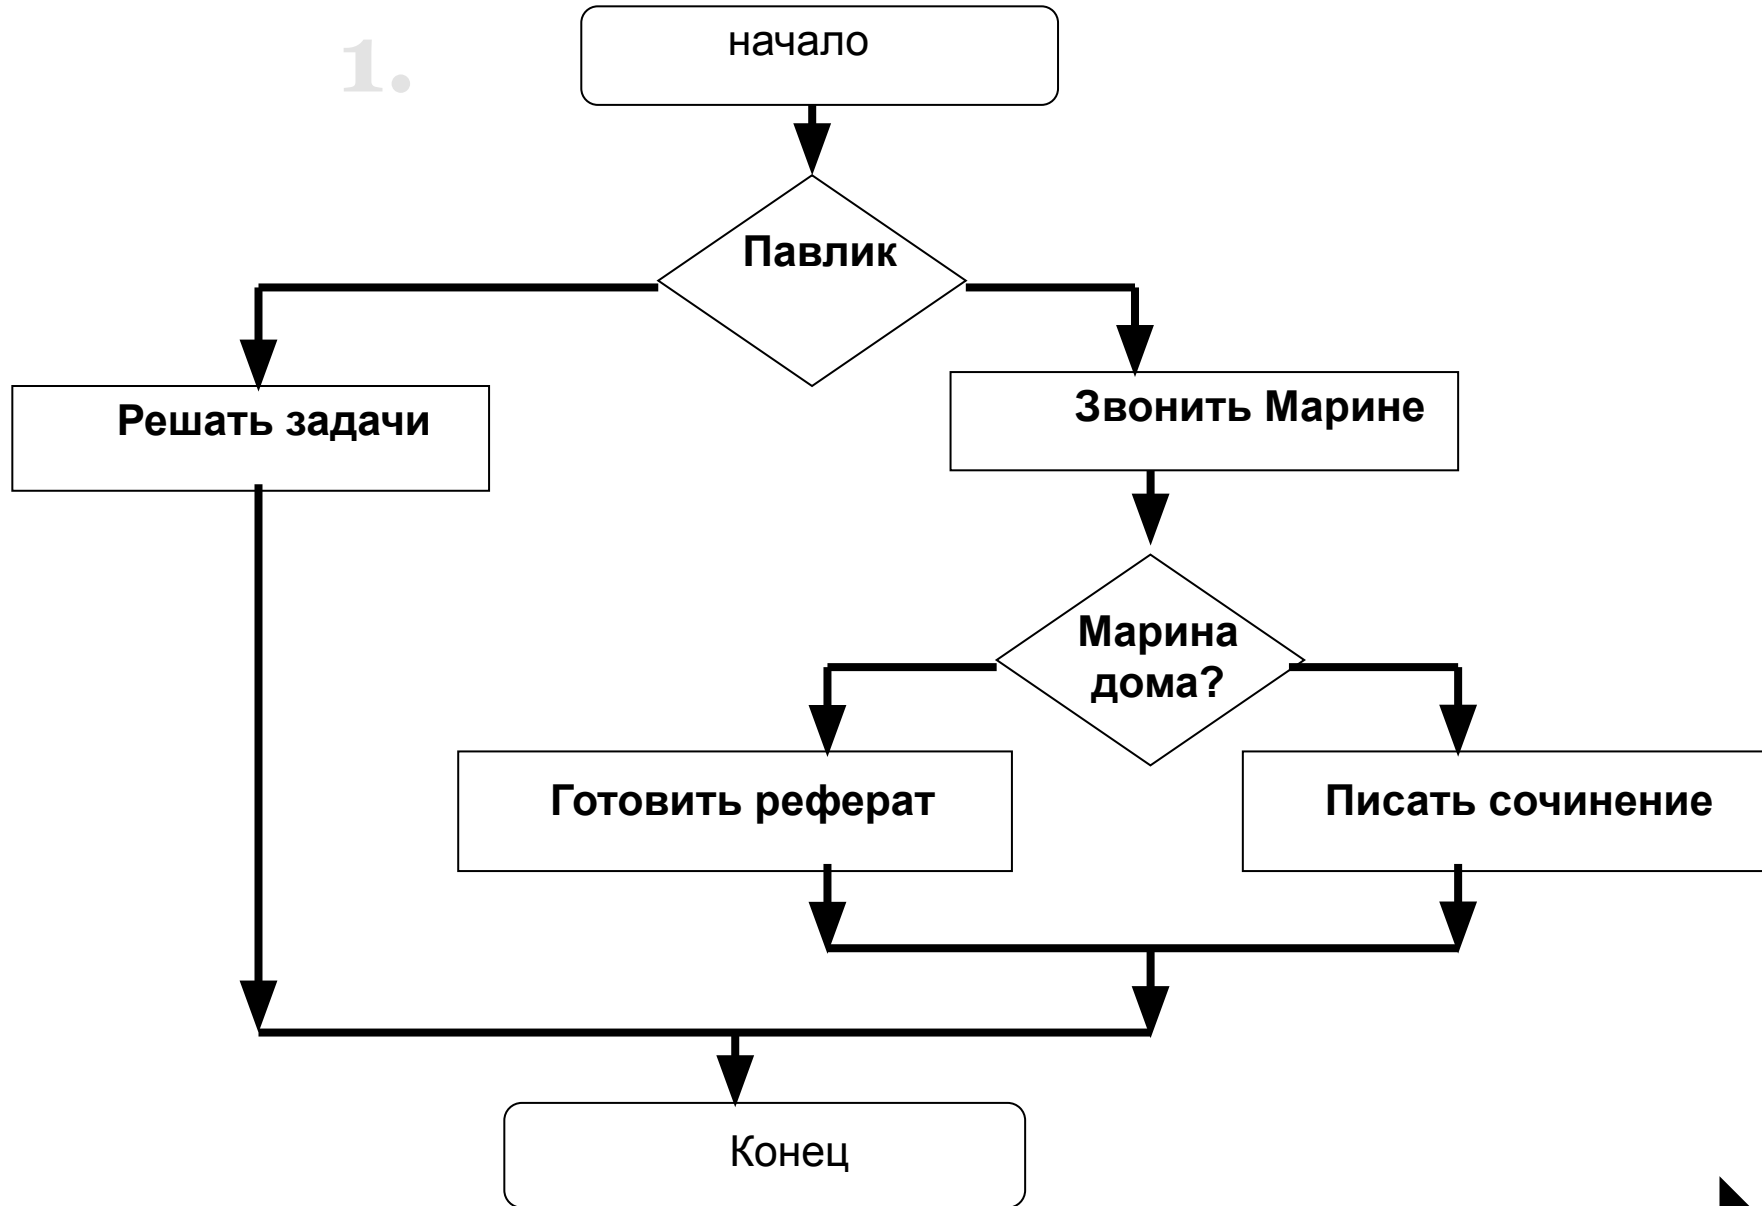 1.
начало
Павлик
Решать задачи
Звонить Марине
Марина
дома?
Готовить реферат
Писать сочинение
Конец